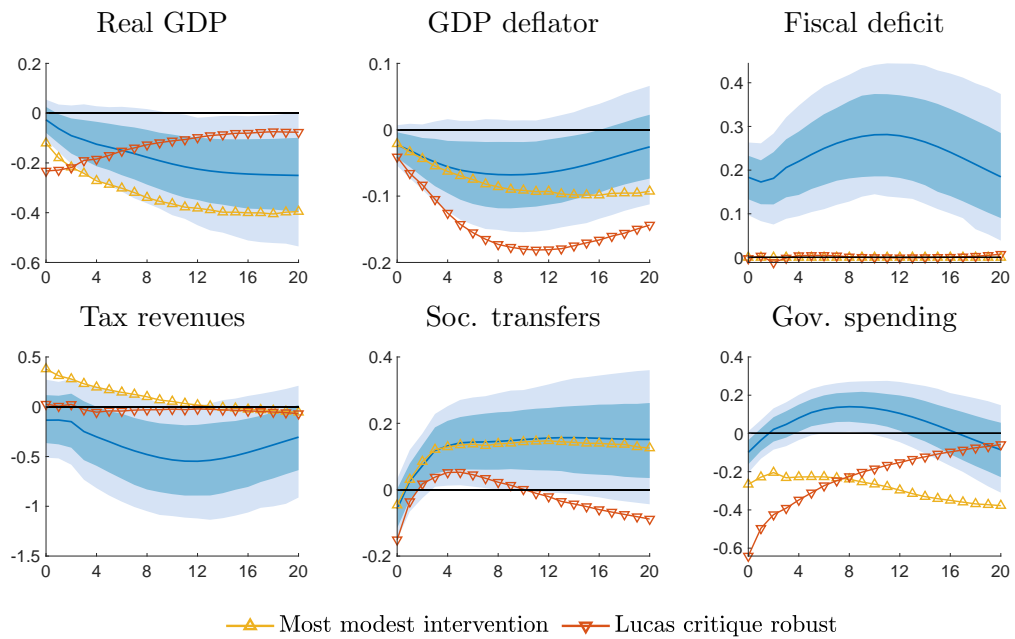 Real GDP
GDP deflator
Fiscal deficit
0.2
0
-0.2
-0.4
-0.6
0 4 8 12 16 20
0.1
0
-0.1
-0.2
0 4 8 12 16 20
0.4
0.3
0.2
0.1
0
0 4 8 12 16 20
Tax revenues
Soc. transfers
Gov. spending
0.5
0
-0.5
-1
-1.5
0 4 8 12 16 20
0.4
0.2
0
-0.2
0 4 8 12 16 20
0.4
0.2
0
-0.2
-0.4
-0.6
0 4 8 12 16 20
Most modest intervention
Lucas critique robust